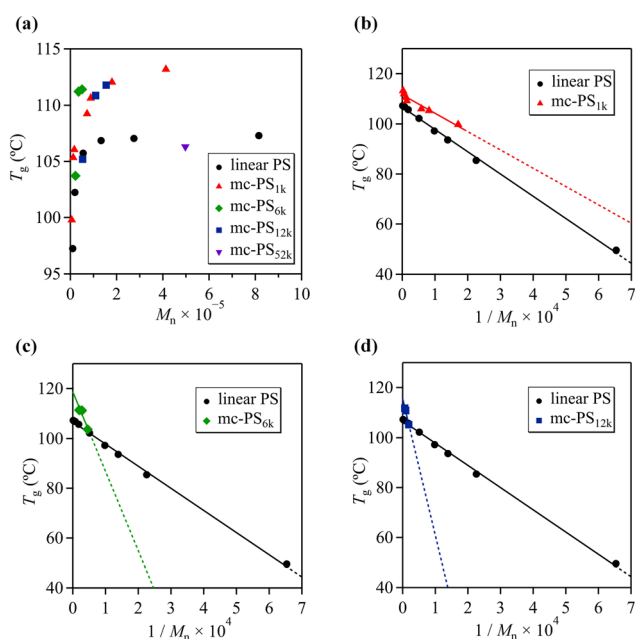 (a)
115
110
105
100
95
Tg (ºC)
0
2
4
6
8
10
Mn × 10⁻⁵
linear PS
mc-PS1k
mc-PS6k
mc-PS12k
mc-PS52k
(b)
120
100
80
60
40
Tg (ºC)
0
1
2
3
4
5
6
7
1 / Mn × 10⁴
linear PS
mc-PS1k
(c)
120
100
80
60
40
Tg (ºC)
0
1
2
3
4
5
6
7
1 / Mn × 10⁴
linear PS
mc-PS6k
(d)
120
100
80
60
40
Tg (ºC)
0
1
2
3
4
5
6
7
1 / Mn × 10⁴
linear PS
mc-PS12k